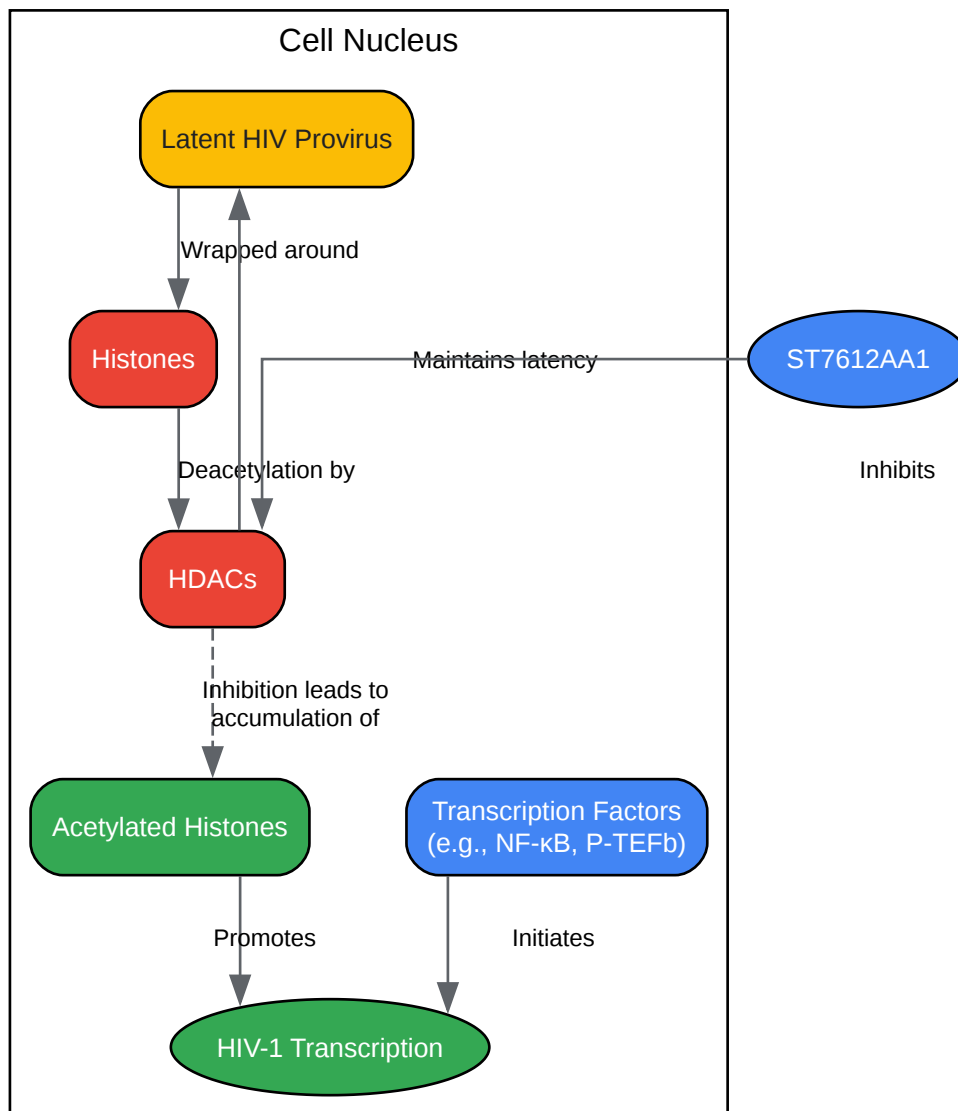 Cell Nucleus
Latent HIV Provirus
Wrapped around
Histones
Maintains latency
ST7612AA1
Deacetylation by
Inhibits
HDACs
Inhibition leads to
accumulation of
Acetylated Histones
Transcription Factors
(e.g., NF-κB, P-TEFb)
Promotes
Initiates
HIV-1 Transcription